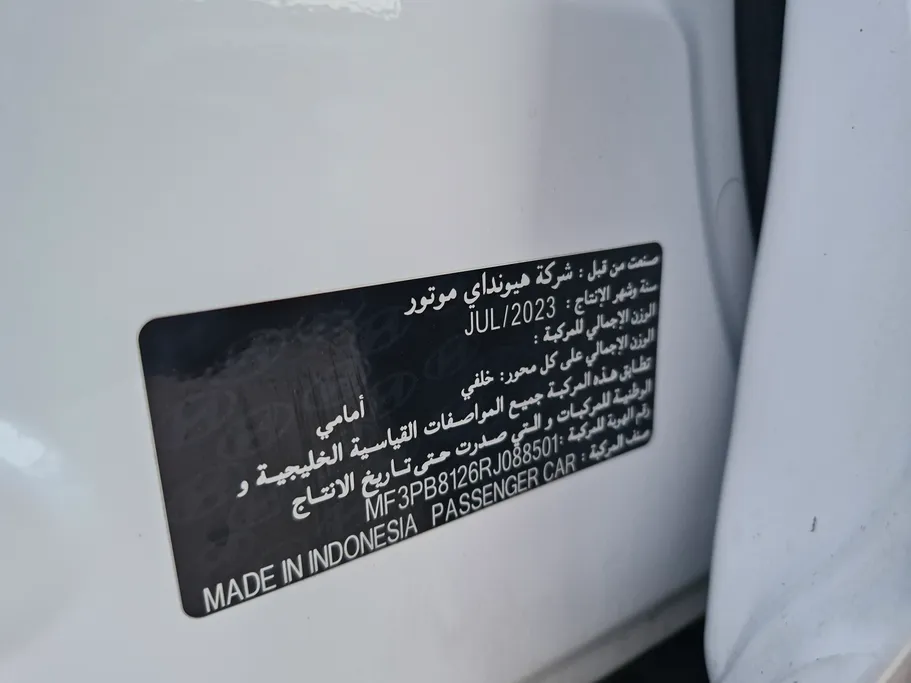 صنعت من قبل : شركة هيونداي موتور
سنة وشهر الإنتاج : JUL/2023
الوزن الإجمالي للمركبة :
الوزن الإجمالي على كل محور: خلفي أمامي
تطابق هذه المركبة جميع المواصفات القياسية الخليجية و
الوطنية للمركبات و التي صدرت حتى تاريخ الانتاج
رقم الهوية للمركبة :MF3PB8126RJ088501
صنف المركبة : PASSENGER CAR MADE IN INDONESIA